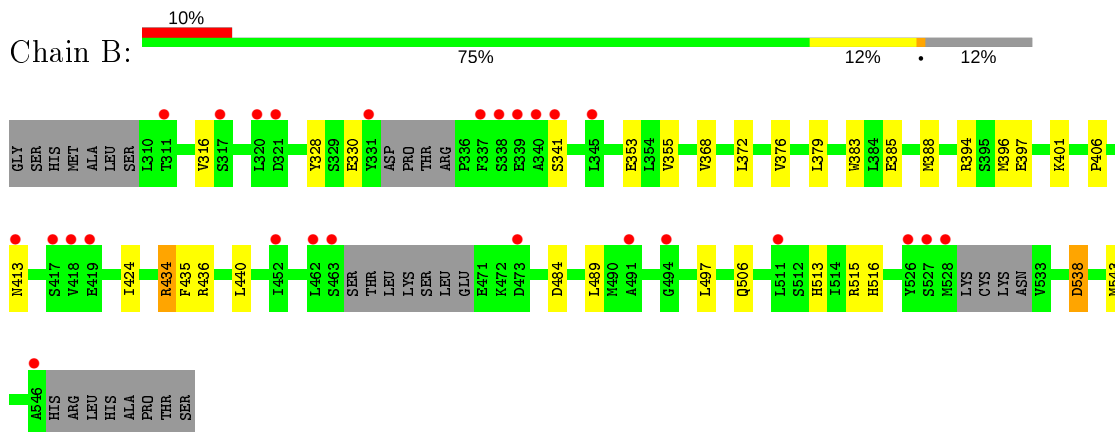 10%
Chain B:
75% 12% • 12%
GLY SER HIS MET ALA LEU SER L310 T311 V316 S317 L320 D321 Y328 S329 E330 Y331 ASP PRO THR ARG P336 F337 S338 E339 A340 S341 L345 E353 L354 V355 V368 L372 V376 L379 W383 L384 E385 M388 R394 S395 M396 E397 K401 P406
N413 S417 V418 E419 I424 R434 F435 R436 L440 I452 L462 S463 SER THR LEU LYS SER LEU GLU E471 K472 D473 D484 L489 M490 A491 G494 L497 Q506 L511 S512 H513 I514 R515 H516 Y526 S527 M528 LYS CYS LYS ASN V533 D538 M543
A546 HIS ARG LEU HIS ALA PRO THR SER